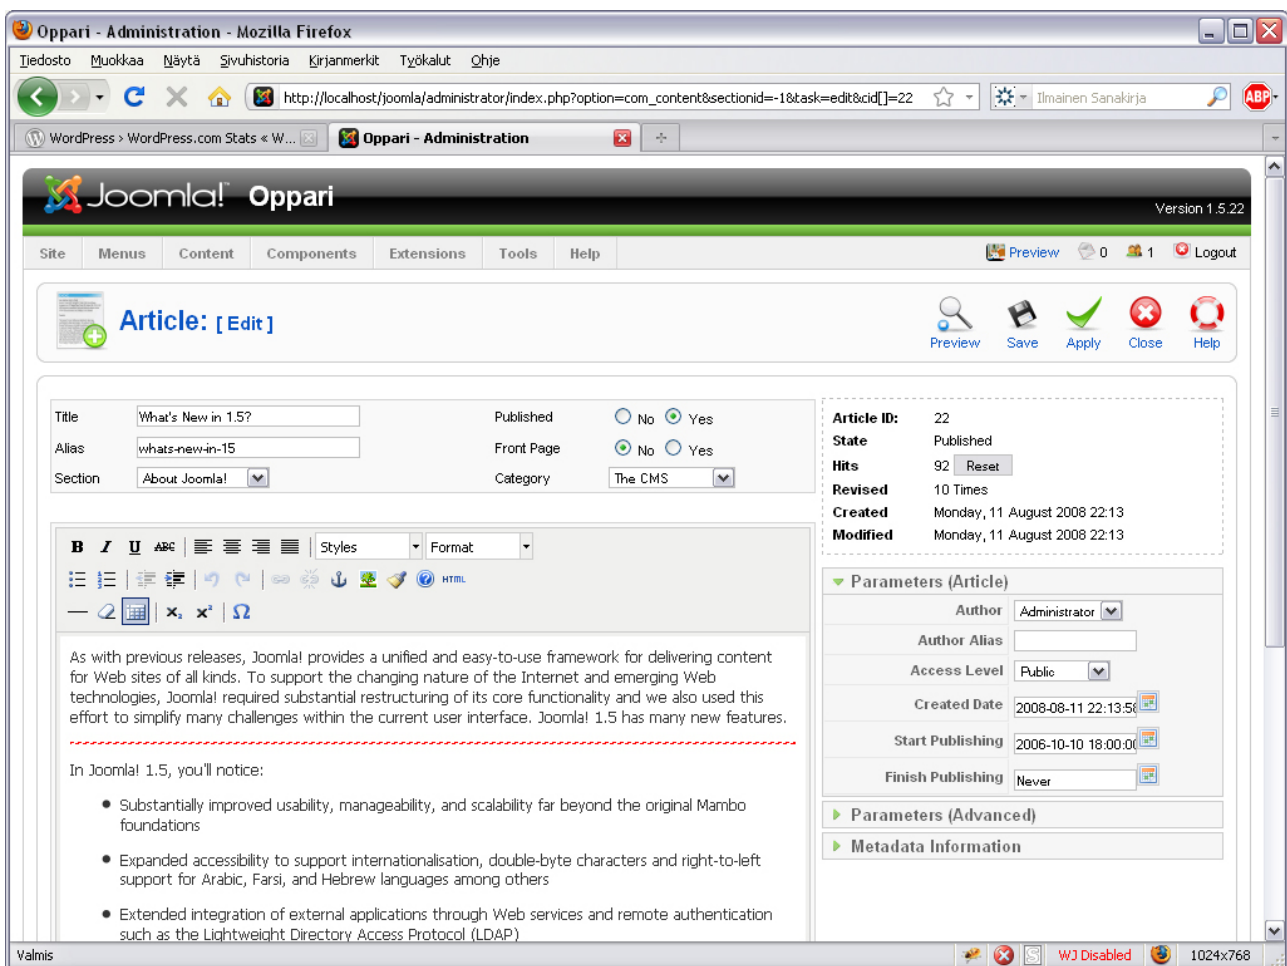 Oppari - Administration - Mozilla Firefox
Tiedosto Muokkaa Näytä Sivuhistoria Kirjanmerkit Työkalut Ohje
http://localhost/joomla/administrator/index.php?option=com_content&sectionid=-1&task=edit&cid[]=22 Ilmainen Sanakirja ABP
WordPress › WordPress.com Stats « W... Oppari - Administration
Joomla! Oppari
Version 1.5.22
Site Menus Content Components Extensions Tools Help Preview 0 1 Logout
Article: [ Edit ]
Preview Save Apply Close Help
Title What's New in 1.5? Published No Yes
Alias whats-new-in-15 Front Page No Yes
Section About Joomla! Category The CMS
Article ID: 22
State Published
Hits 92 Reset
Revised 10 Times
Created Monday, 11 August 2008 22:13
Modified Monday, 11 August 2008 22:13
B I U ABC Styles Format
HTML
x₂ x² Ω
As with previous releases, Joomla! provides a unified and easy-to-use framework for delivering content
for Web sites of all kinds. To support the changing nature of the Internet and emerging Web
technologies, Joomla! required substantial restructuring of its core functionality and we also used this
effort to simplify many challenges within the current user interface. Joomla! 1.5 has many new features.
In Joomla! 1.5, you'll notice:
● Substantially improved usability, manageability, and scalability far beyond the original Mambo
foundations
● Expanded accessibility to support internationalisation, double-byte characters and right-to-left
support for Arabic, Farsi, and Hebrew languages among others
● Extended integration of external applications through Web services and remote authentication
such as the Lightweight Directory Access Protocol (LDAP)
Parameters (Article)
Author Administrator
Author Alias
Access Level Public
Created Date 2008-08-11 22:13:58
Start Publishing 2006-10-10 18:00:00
Finish Publishing Never
Parameters (Advanced)
Metadata Information
Valmis S WJ Disabled 1024x768